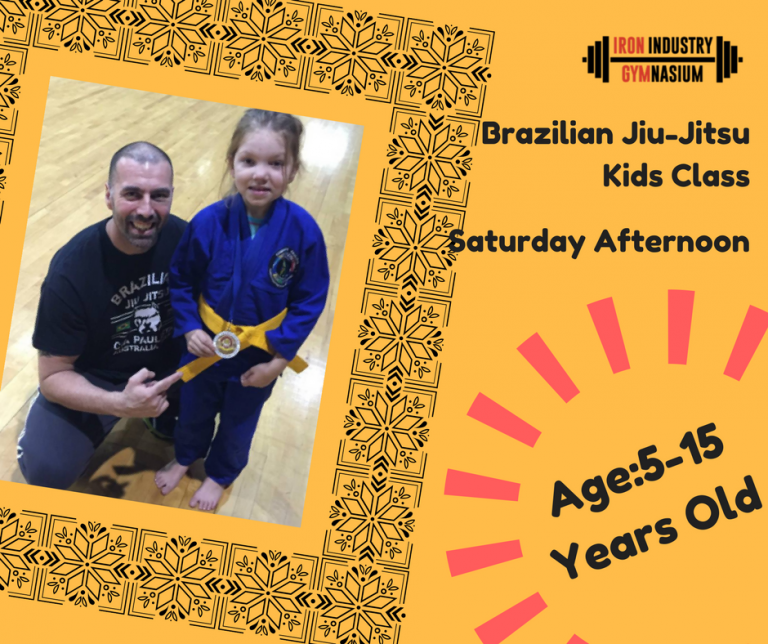 IRON INDUSTRY
GYMNASIUM
Brazilian Jiu-Jitsu
Kids Class
Saturday Afternoon
Age:5-15
Years Old
BRAZILIAN
JIU JITSU
AUSTRALIA